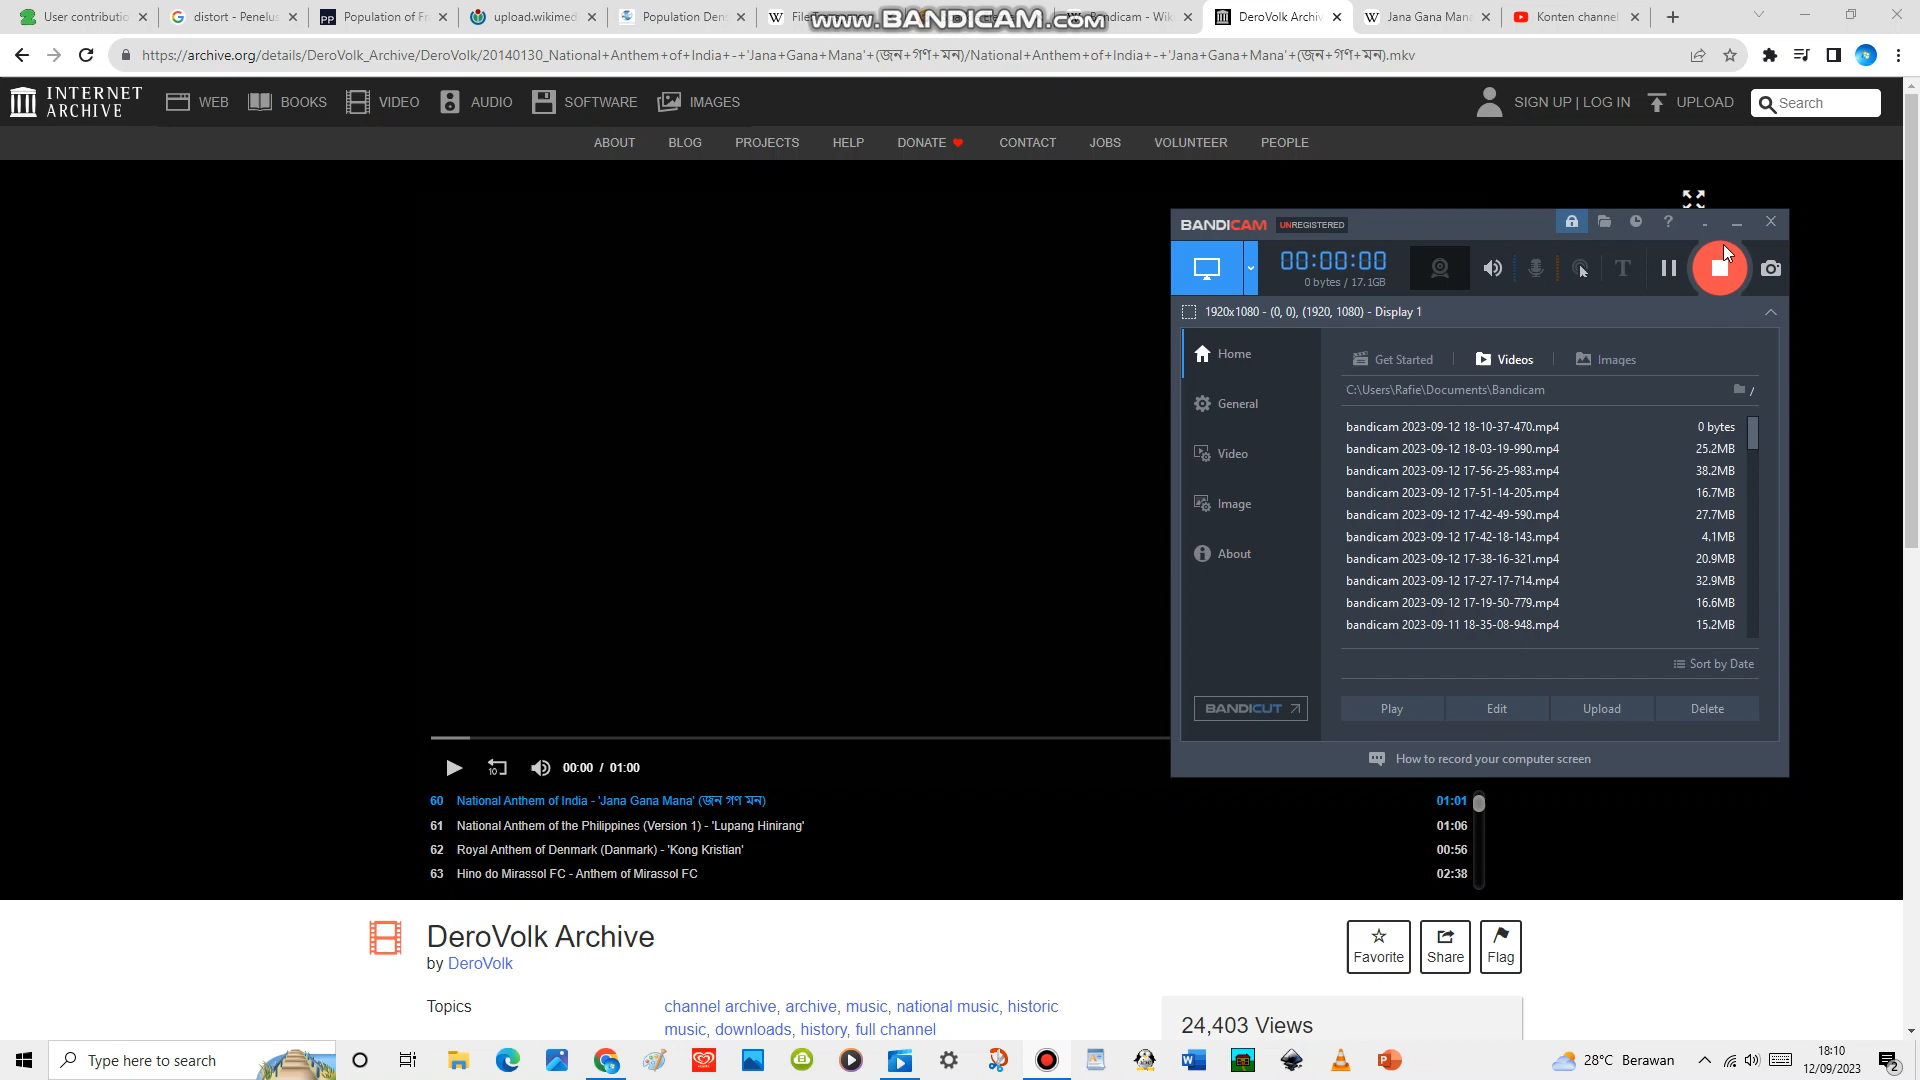 User contributio
distort - Penelus
Population of Fr
upload.wikimed
Population Den
www.BANDICAM.com
DeroVolk Archiv
Jana Gana Mana
Konten channel
https://archive.org/details/DeroVolk_Archive/DeroVolk/20140130_National+Anthem+of+India+-+'Jana+Gana+Mana'+(জন+গণ+মন)/National+Anthem+of+India+-+'Jana+Gana+Mana'+(জন+গণ+মন).mkv
INTERNET ARCHIVE
WEB BOOKS VIDEO AUDIO SOFTWARE IMAGES
SIGN UP | LOG IN UPLOAD Search
ABOUT BLOG PROJECTS HELP DONATE CONTACT JOBS VOLUNTEER PEOPLE
BANDICAM UNREGISTERED
00:00:00
0 bytes / 17.1GB
1920x1080 - (0, 0), (1920, 1080) - Display 1
Home
General
Video
Image
About
BANDICUT
Get Started Videos Images
C:\Users\Rafie\Documents\Bandicam
bandicam 2023-09-12 18-10-37-470.mp4 0 bytes
bandicam 2023-09-12 18-03-19-990.mp4 25.2MB
bandicam 2023-09-12 17-56-25-983.mp4 38.2MB
bandicam 2023-09-12 17-51-14-205.mp4 16.7MB
bandicam 2023-09-12 17-42-49-590.mp4 27.7MB
bandicam 2023-09-12 17-42-18-143.mp4 4.1MB
bandicam 2023-09-12 17-38-16-321.mp4 20.9MB
bandicam 2023-09-12 17-27-17-714.mp4 32.9MB
bandicam 2023-09-12 17-19-50-779.mp4 16.6MB
bandicam 2023-09-11 18-35-08-948.mp4 15.2MB
Sort by Date
Play Edit Upload Delete
How to record your computer screen
10 00:00 / 01:00
60 National Anthem of India - 'Jana Gana Mana' (জন গণ মন) 01:01
61 National Anthem of the Philippines (Version 1) - 'Lupang Hinirang' 01:06
62 Royal Anthem of Denmark (Danmark) - 'Kong Kristian' 00:56
63 Hino do Mirassol FC - Anthem of Mirassol FC 02:38
DeroVolk Archive
by DeroVolk
Favorite Share Flag
Topics channel archive, archive, music, national music, historic
music, downloads, history, full channel
24,403 Views
Type here to search
28°C Berawan
18:10
12/09/2023
2